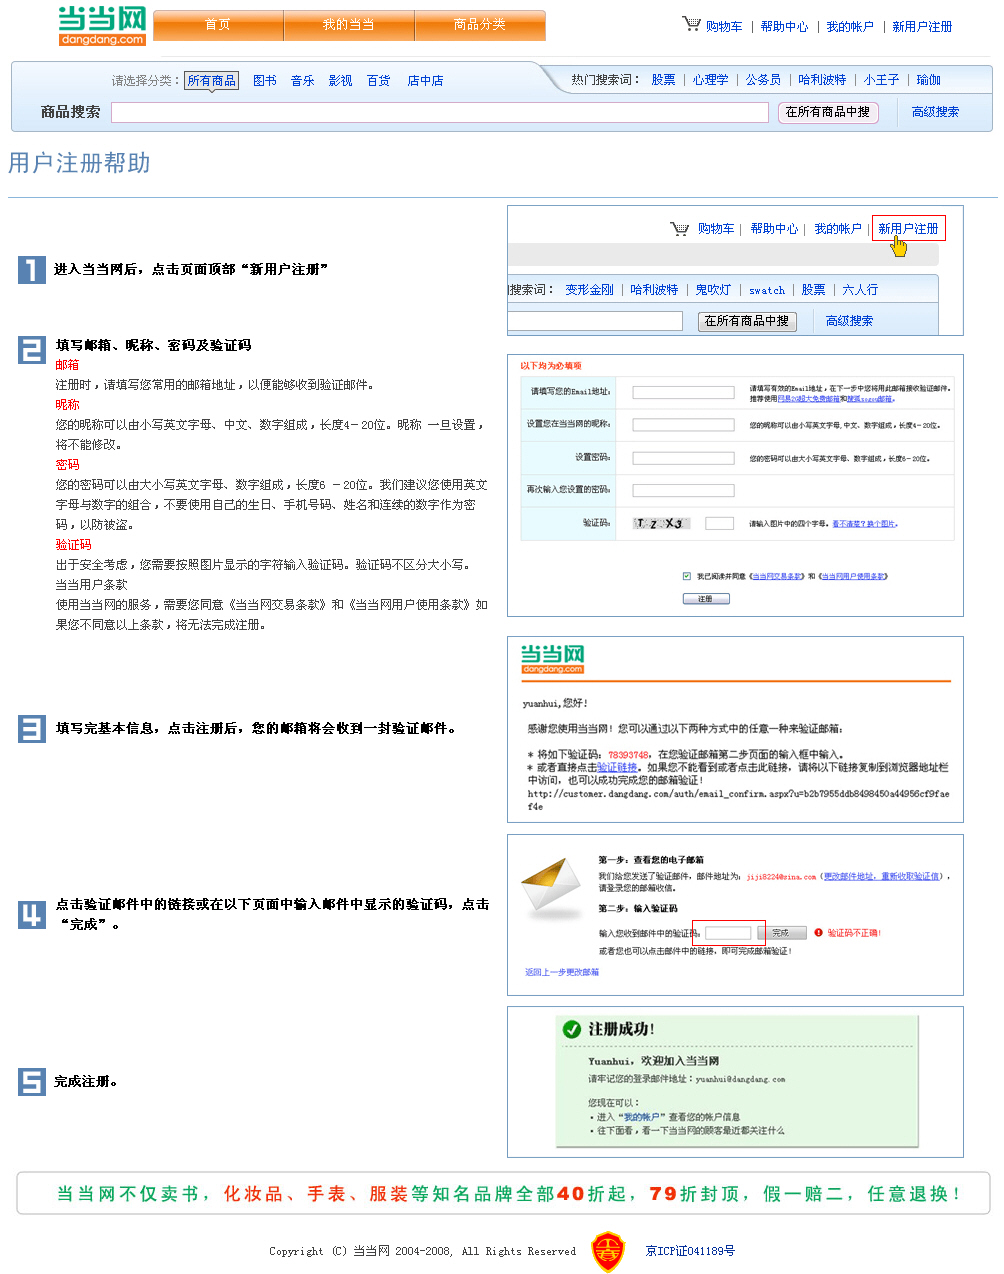 当当网
dangdang.com
首页 我的当当 商品分类
购物车 | 帮助中心 | 我的帐户 | 新用户注册
请选择分类: 所有商品 图书 音乐 影视 百货 店中店
热门搜索词: 股票 | 心理学 | 公务员 | 哈利波特 | 小王子 | 瑜伽
商品搜索 在所有商品中搜 高级搜索
用户注册帮助
1 进入当当网后，点击页面顶部“新用户注册”
购物车 | 帮助中心 | 我的帐户 | 新用户注册
搜索词: 变形金刚 | 哈利波特 | 鬼吹灯 | swatch | 股票 | 六人行
在所有商品中搜 高级搜索
2 填写邮箱、昵称、密码及验证码
邮箱
注册时，请填写您常用的邮箱地址，以便能够收到验证邮件。
昵称
您的昵称可以由小写英文字母、中文、数字组成，长度4－20位。昵称 一旦设置，
将不能修改。
密码
您的密码可以由大小写英文字母、数字组成，长度6 －20位。我们建议您使用英文
字母与数字的组合，不要使用自己的生日、手机号码、姓名和连续的数字作为密
码，以防被盗。
验证码
出于安全考虑，您需要按照图片显示的字符输入验证码。验证码不区分大小写。
当当用户条款
使用当当网的服务，需要您同意《当当网交易条款》和《当当网用户使用条款》如
果您不同意以上条款，将无法完成注册。
以下均为必填项
请填写您的Email地址: 请填写有效的Email地址，在下一步中您将用此邮箱接收验证邮件。
推荐使用网易2G超大免费邮箱和搜狐sogou邮箱。
设置您在当当网的昵称: 您的昵称可以由小写英文字母,中文、数字组成，长度4－20位。
设置密码: 您的密码可以由大小写英文字母、数字组成，长度6－20位。
再次输入您设置的密码:
验证码: T Z X3 请输入图片中的四个字母。看不清楚？换个图片。
我已阅读并同意《当当网交易条款》和《当当网用户使用条款》
注册
3 填写完基本信息，点击注册后，您的邮箱将会收到一封验证邮件。
当当网
dangdang.com
yuanhui,您好!
感谢您使用当当网! 您可以通过以下两种方式中的任意一种来验证邮箱:
* 将如下验证码: 78393748, 在您验证邮箱第二步页面的输入框中输入。
* 或者直接点击验证链接。如果您不能看到或者点击此链接，请将以下链接复制到浏览器地址栏
中访问，也可以成功完成您的邮箱验证!
http://customer.dangdang.com/auth/email_confirm.aspx?u=b2b7955ddb8498450a44956cf9fae
f4e
4 点击验证邮件中的链接或在以下页面中输入邮件中显示的验证码，点击
“完成”。
第一步: 查看您的电子邮箱
我们给您发送了验证邮件，邮件地址为: jiji8224@sina.com（更改邮件地址，重新收取验证信），
请登录您的邮箱收信。
第二步: 输入验证码
输入您收到邮件中的验证码: 完成 验证码不正确!
或者您也可以点击邮件中的链接，即可完成邮箱验证!
返回上一步更改邮箱
5 完成注册。
注册成功!
Yuanhui, 欢迎加入当当网
请牢记您的登录邮件地址：yuanhui@dangdang.com
您现在可以：
• 进入 “我的帐户” 查看您的帐户信息
• 往下面看，看一下当当网的顾客最近都关注什么
当当网不仅卖书，化妆品、手表、服装等知名品牌全部40折起，79折封顶，假一赔二，任意退换！
Copyright (C) 当当网 2004-2008, All Rights Reserved 京ICP证041189号